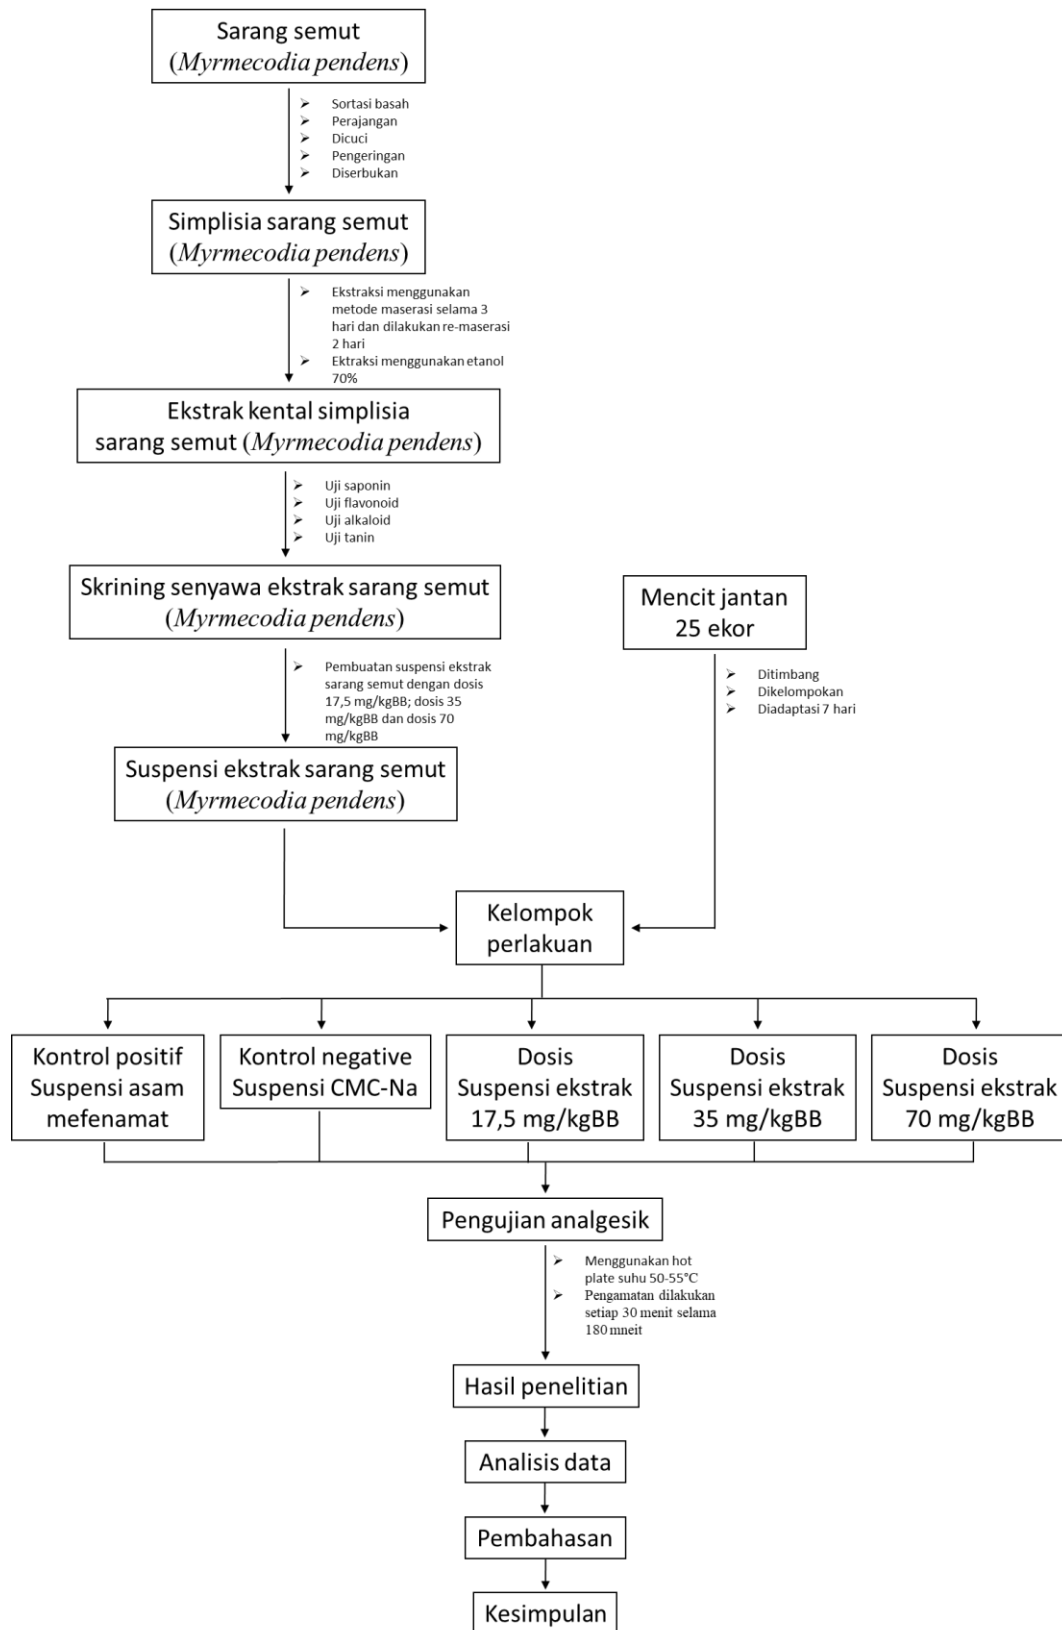 Sarang semut
(Myrmecodia pendens)
➢ Sortasi basah
➢ Perajangan
➢ Dicuci
➢ Pengeringan
➢ Diserbukan
Simplisia sarang semut
(Myrmecodia pendens)
➢ Ekstraksi menggunakan
metode maserasi selama 3
hari dan dilakukan re-maserasi
2 hari
➢ Ektraksi menggunakan etanol
70%
Ekstrak kental simplisia
sarang semut (Myrmecodia pendens)
➢ Uji saponin
➢ Uji flavonoid
➢ Uji alkaloid
➢ Uji tanin
Skrining senyawa ekstrak sarang semut
(Myrmecodia pendens)
Mencit jantan
25 ekor
➢ Pembuatan suspensi ekstrak
sarang semut dengan dosis
17,5 mg/kgBB; dosis 35
mg/kgBB dan dosis 70
mg/kgBB
➢ Ditimbang
➢ Dikelompokan
➢ Diadaptasi 7 hari
Suspensi ekstrak sarang semut
(Myrmecodia pendens)
Kelompok
perlakuan
Kontrol positif
Suspensi asam
mefenamat
Kontrol negative
Suspensi CMC-Na
Dosis
Suspensi ekstrak
17,5 mg/kgBB
Dosis
Suspensi ekstrak
35 mg/kgBB
Dosis
Suspensi ekstrak
70 mg/kgBB
Pengujian analgesik
➢ Menggunakan hot
plate suhu 50-55°C
➢ Pengamatan dilakukan
setiap 30 menit selama
180 mneit
Hasil penelitian
Analisis data
Pembahasan
Kesimpulan